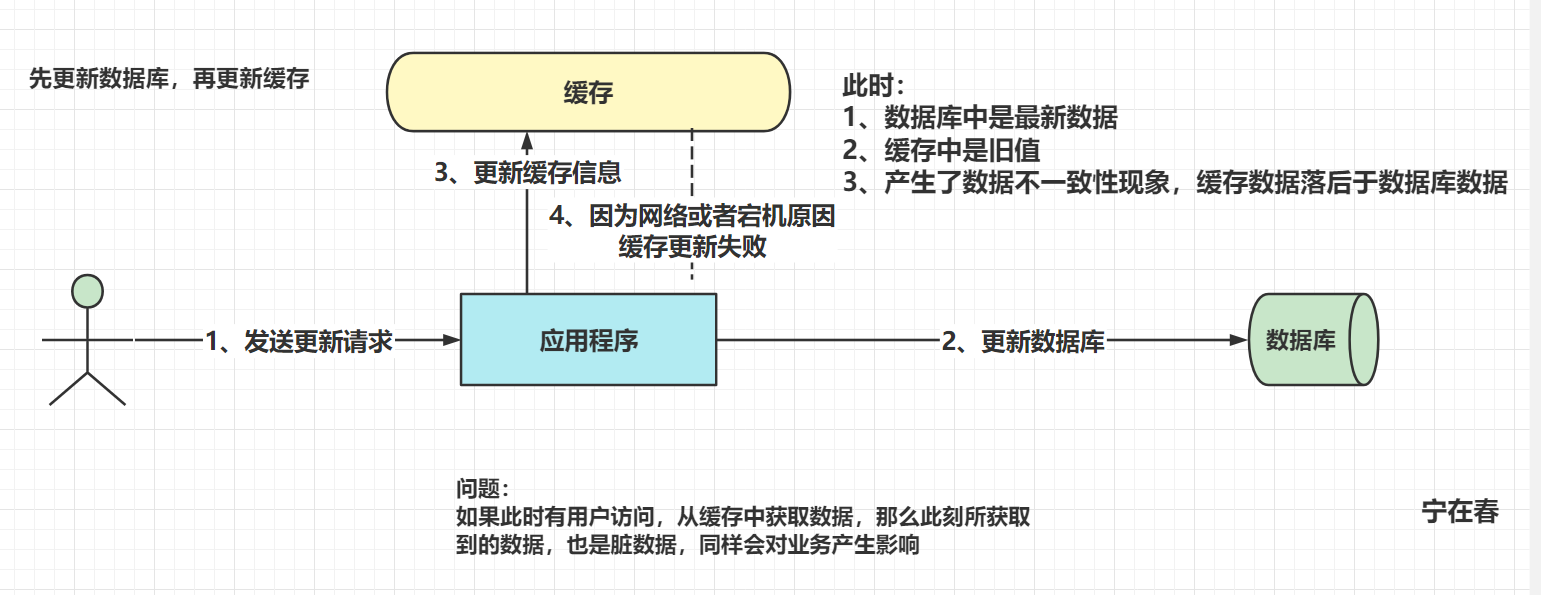 先更新数据库，再更新缓存
缓存
此时：
1、数据库中是最新数据
2、缓存中是旧值
3、产生了数据不一致性现象，缓存数据落后于数据库数据
3、更新缓存信息
4、因为网络或者宕机原因
缓存更新失败
1、发送更新请求
应用程序
2、更新数据库
数据库
问题：
如果此时有用户访问，从缓存中获取数据，那么此刻所获取
到的数据，也是脏数据，同样会对业务产生影响
宁在春